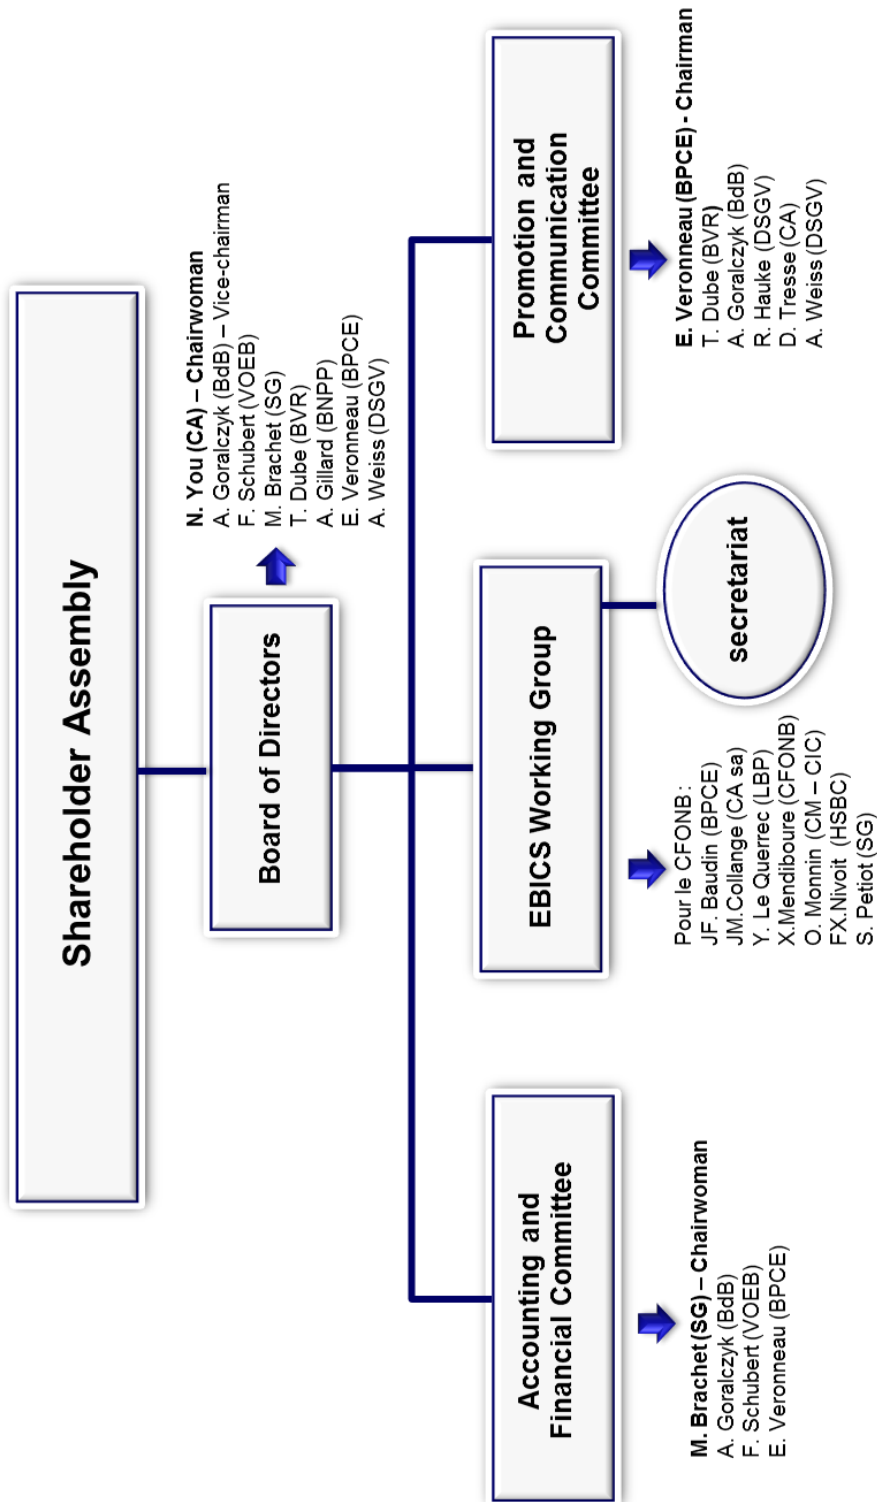 Shareholder Assembly
Board of Directors
N. You (CA) – Chairwoman
A. Goralczyk (BdB) – Vice-chairman
F. Schubert (VOEB)
M. Brachet (SG)
T. Dube (BVR)
A. Gillard (BNPP)
E. Veronneau (BPCE)
A. Weiss (DSGV)
Accounting and
Financial Committee
M. Brachet (SG) – Chairwoman
A. Goralczyk (BdB)
F. Schubert (VOEB)
E. Veronneau (BPCE)
EBICS Working Group
Pour le CFONB :
JF. Baudin (BPCE)
JM.Collange (CA sa)
Y. Le Querrec (LBP)
X.Mendiboure (CFONB)
O. Monnin (CM – CIC)
FX.Nivoit (HSBC)
S. Petiot (SG)
secretariat
Promotion and
Communication
Committee
E. Veronneau (BPCE) - Chairman
T. Dube (BVR)
A. Goralczyk (BdB)
R. Hauke (DSGV)
D. Tresse (CA)
A. Weiss (DSGV)